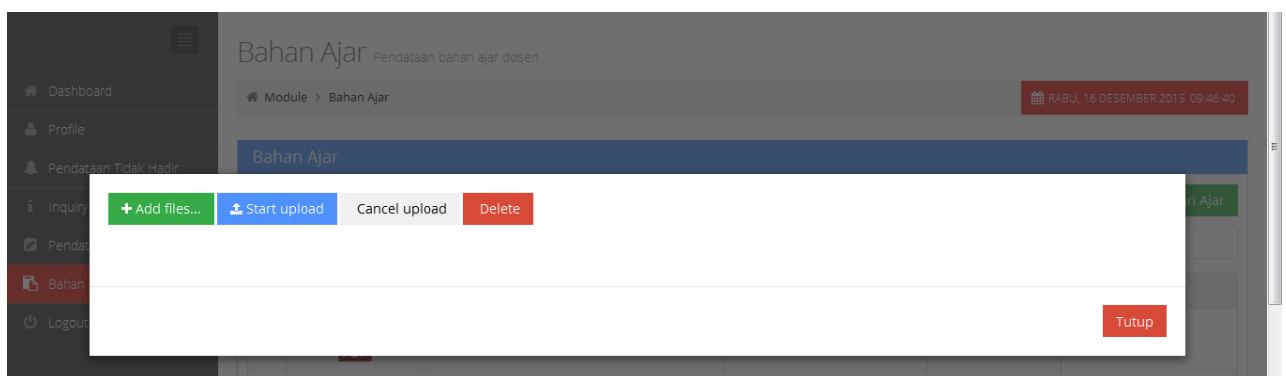 Bahan Ajar Pendataan bahan ajar dosen
Dashboard
Module > Bahan Ajar
RABU, 16 DESEMBER 2015 09:46:40
Profile
Pendataan Tidak Hadir
Bahan Ajar
Inquiry
+ Add files...
Start upload
Cancel upload
Delete
Ajar
Bahan
Logout
Tutup